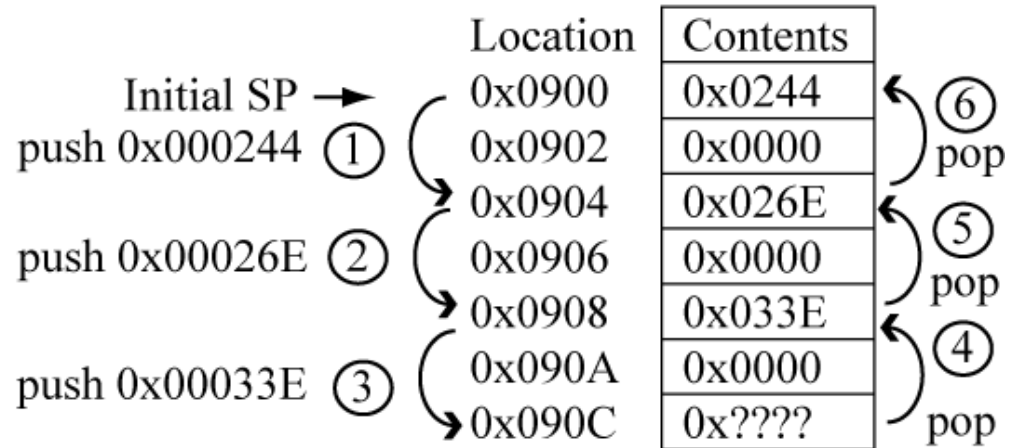 Location Contents
Initial SP 0x0900 0x0244 6
push 0x000244 1 0x0902 0x0000 pop
0x0904 0x026E
push 0x00026E 2 0x0906 0x0000 5
0x0908 0x033E pop
push 0x00033E 3 0x090A 0x0000 4
0x090C 0x???? pop